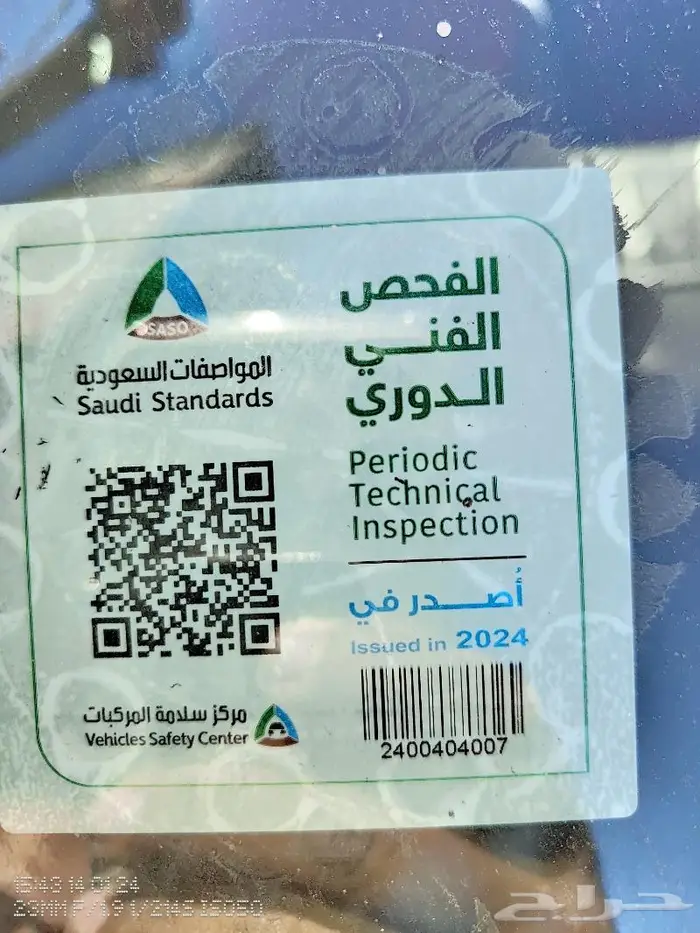 الفحص
الفني
الدوري
SASO
المواصفات السعودية
Saudi Standards
Periodic
Technical
Inspection
أصدر في
Issued in 2024
2400404007
مركز سلامة المركبات
Vehicles Safety Center
حراج